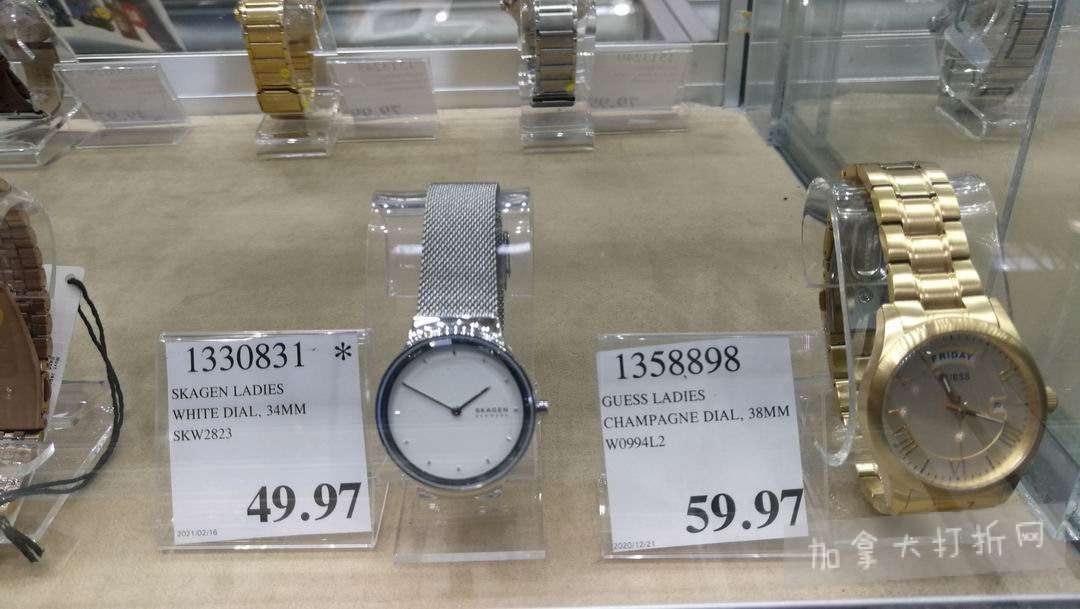 1330831 *
SKAGEN LADIES
WHITE DIAL, 34MM
SKW2823
49.97
2021/02/16
SKAGEN
1358898
GUESS LADIES
CHAMPAGNE DIAL, 38MM
W0994L2
59.97
2020/12/21
FRIDAY
GUESS
加拿大打折网